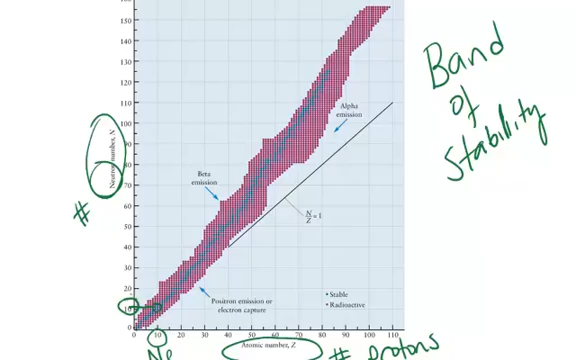 150
140
130
120
110
100
90
80
70
60
50
40
30
20
10
0
Neutron number, N
#
Band
of
Stability
Alpha
emission
Beta
emission
N/Z = 1
Positron emission or
electron capture
• Stable
• Radioactive
0 10 20 30 40 50 60 70 80 90 100 110
Atomic number, Z
# protons
Ne